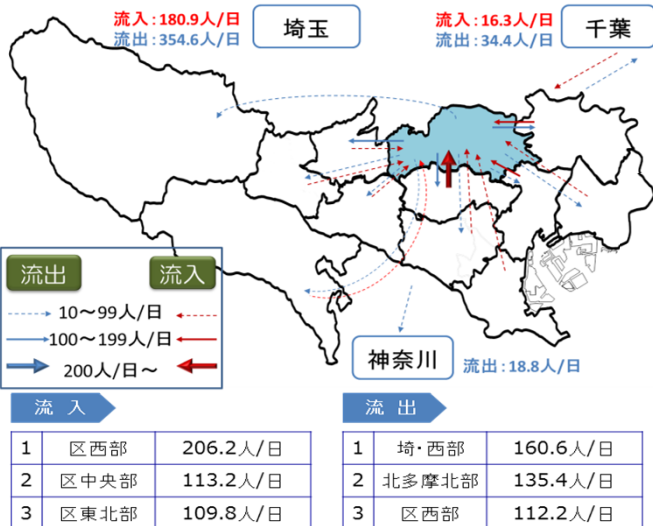 流入:180.9人/日
流出:354.6人/日
埼玉
流入:16.3人/日
流出:34.4人/日
千葉
流出
流入
10～99人/日
100～199人/日
200人/日～
神奈川
流出:18.8人/日
流 入
1 区西部 206.2人/日
2 区中央部 113.2人/日
3 区東北部 109.8人/日
流 出
1 埼・西部 160.6人/日
2 北多摩北部 135.4人/日
3 区西部 112.2人/日